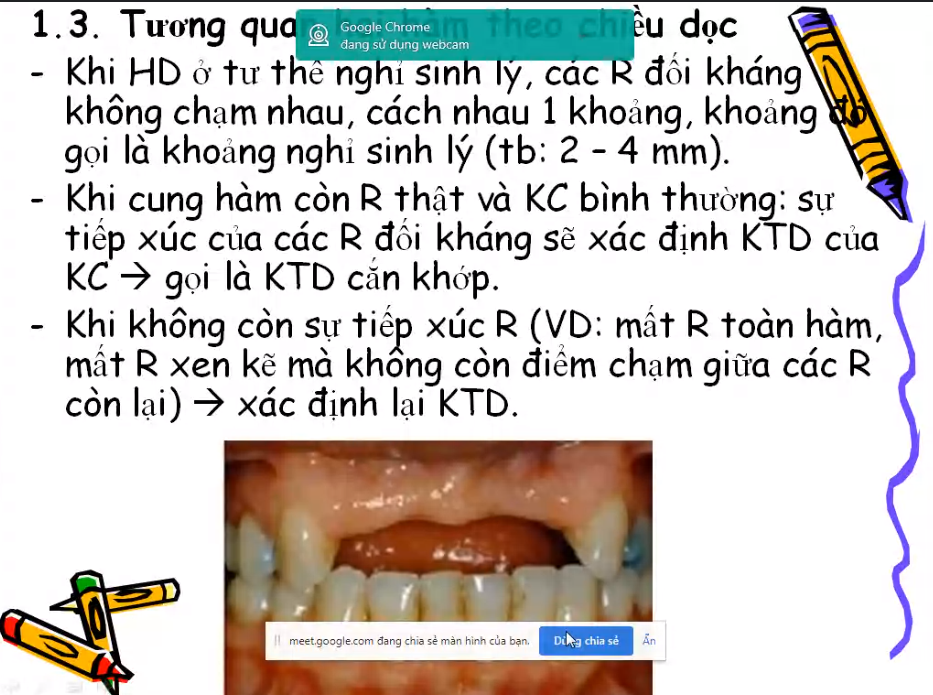 1.3. Tương qua theo chiều dọc
Google Chrome
đang sử dụng webcam
- Khi HD ở tư thế nghỉ sinh lý, các R đối kháng
không chạm nhau, cách nhau 1 khoảng, khoảng đó
gọi là khoảng nghỉ sinh lý (tb: 2 – 4 mm).
- Khi cung hàm còn R thật và KC bình thường: sự
tiếp xúc của các R đối kháng sẽ xác định KTD của
KC → gọi là KTD cắn khớp.
- Khi không còn sự tiếp xúc R (VD: mất R toàn hàm,
mất R xen kẽ mà không còn điểm chạm giữa các R
còn lại) → xác định lại KTD.
meet.google.com đang chia sẻ màn hình của bạn. Dừng chia sẻ Ẩn